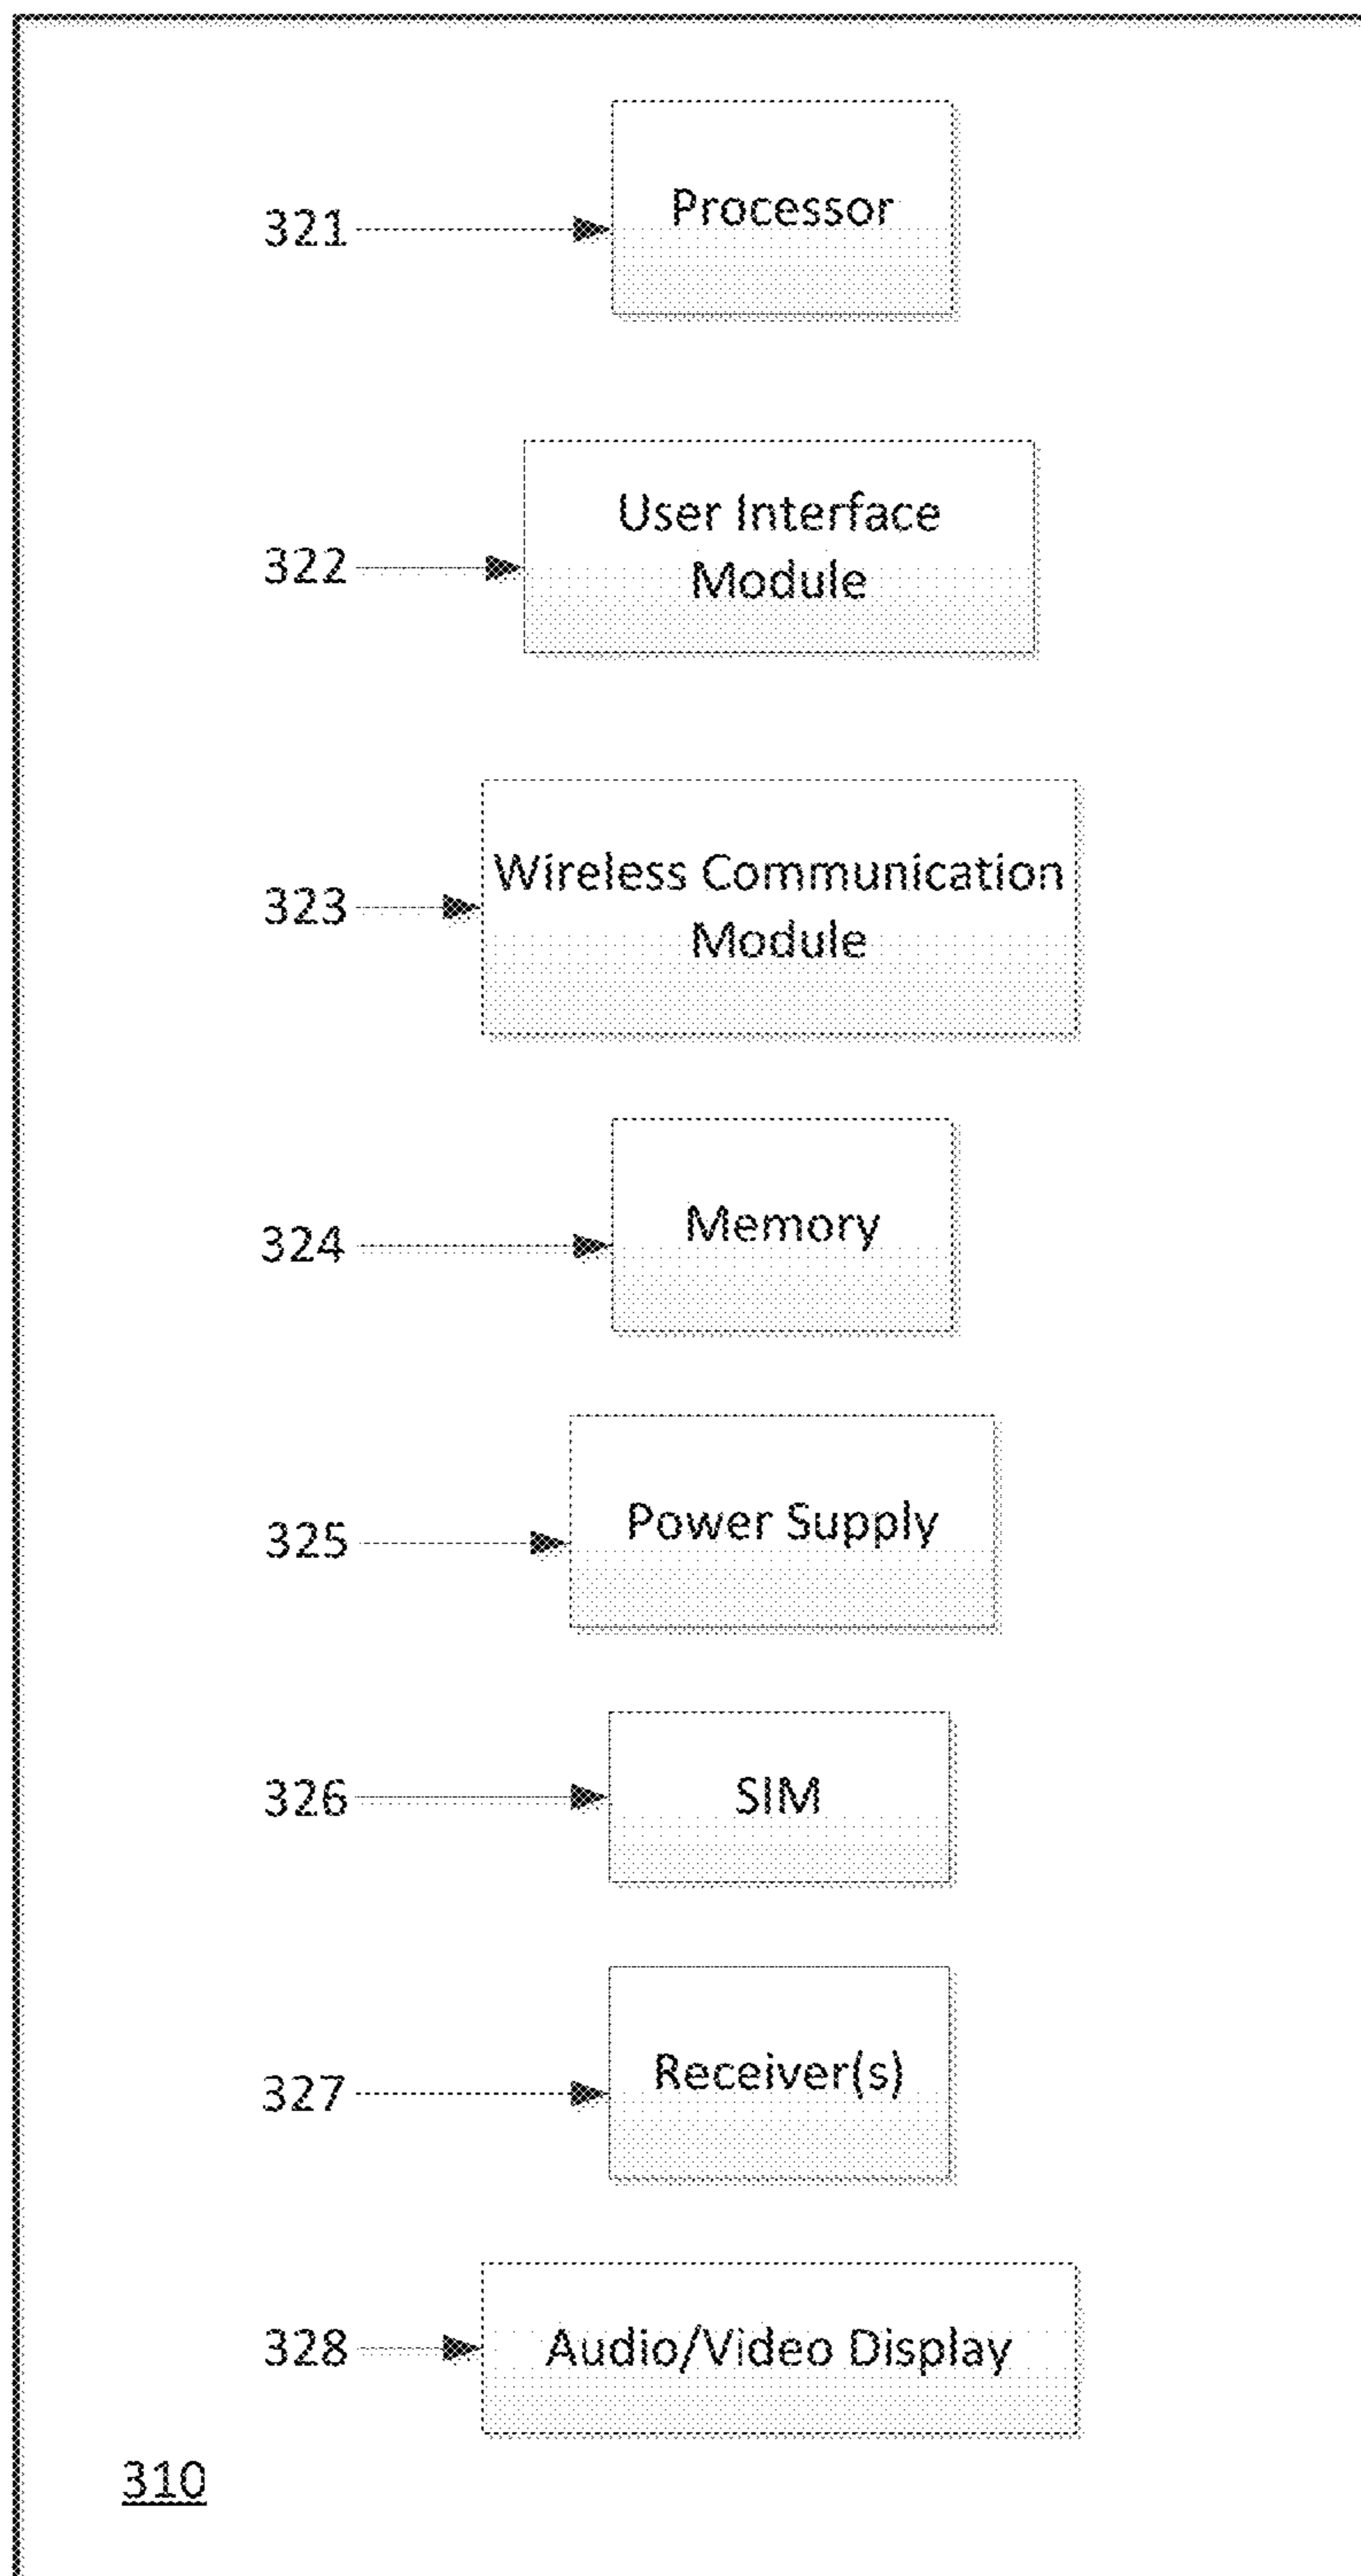 321
Processor
322
User Interface
Module
323
Wireless Communication
Module
324
Memory
325
Power Supply
326
SIM
327
Receiver(s)
328
Audio/Video Display
310